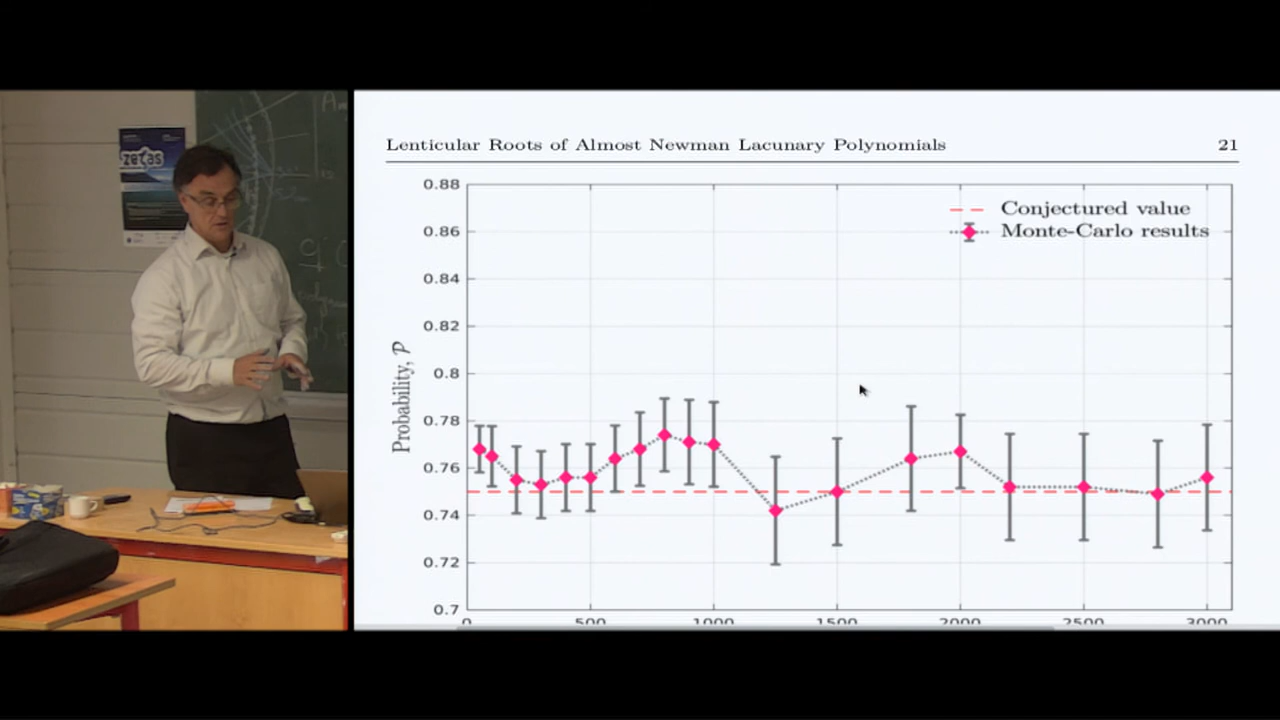 zetas
Lenticular Roots of Almost Newman Lacunary Polynomials 21
0.88
0.86
0.84
0.82
0.8
0.78
0.76
0.74
0.72
0.7
Probability, 𝒫
Conjectured value
Monte-Carlo results
0 500 1000 1500 2000 2500 3000